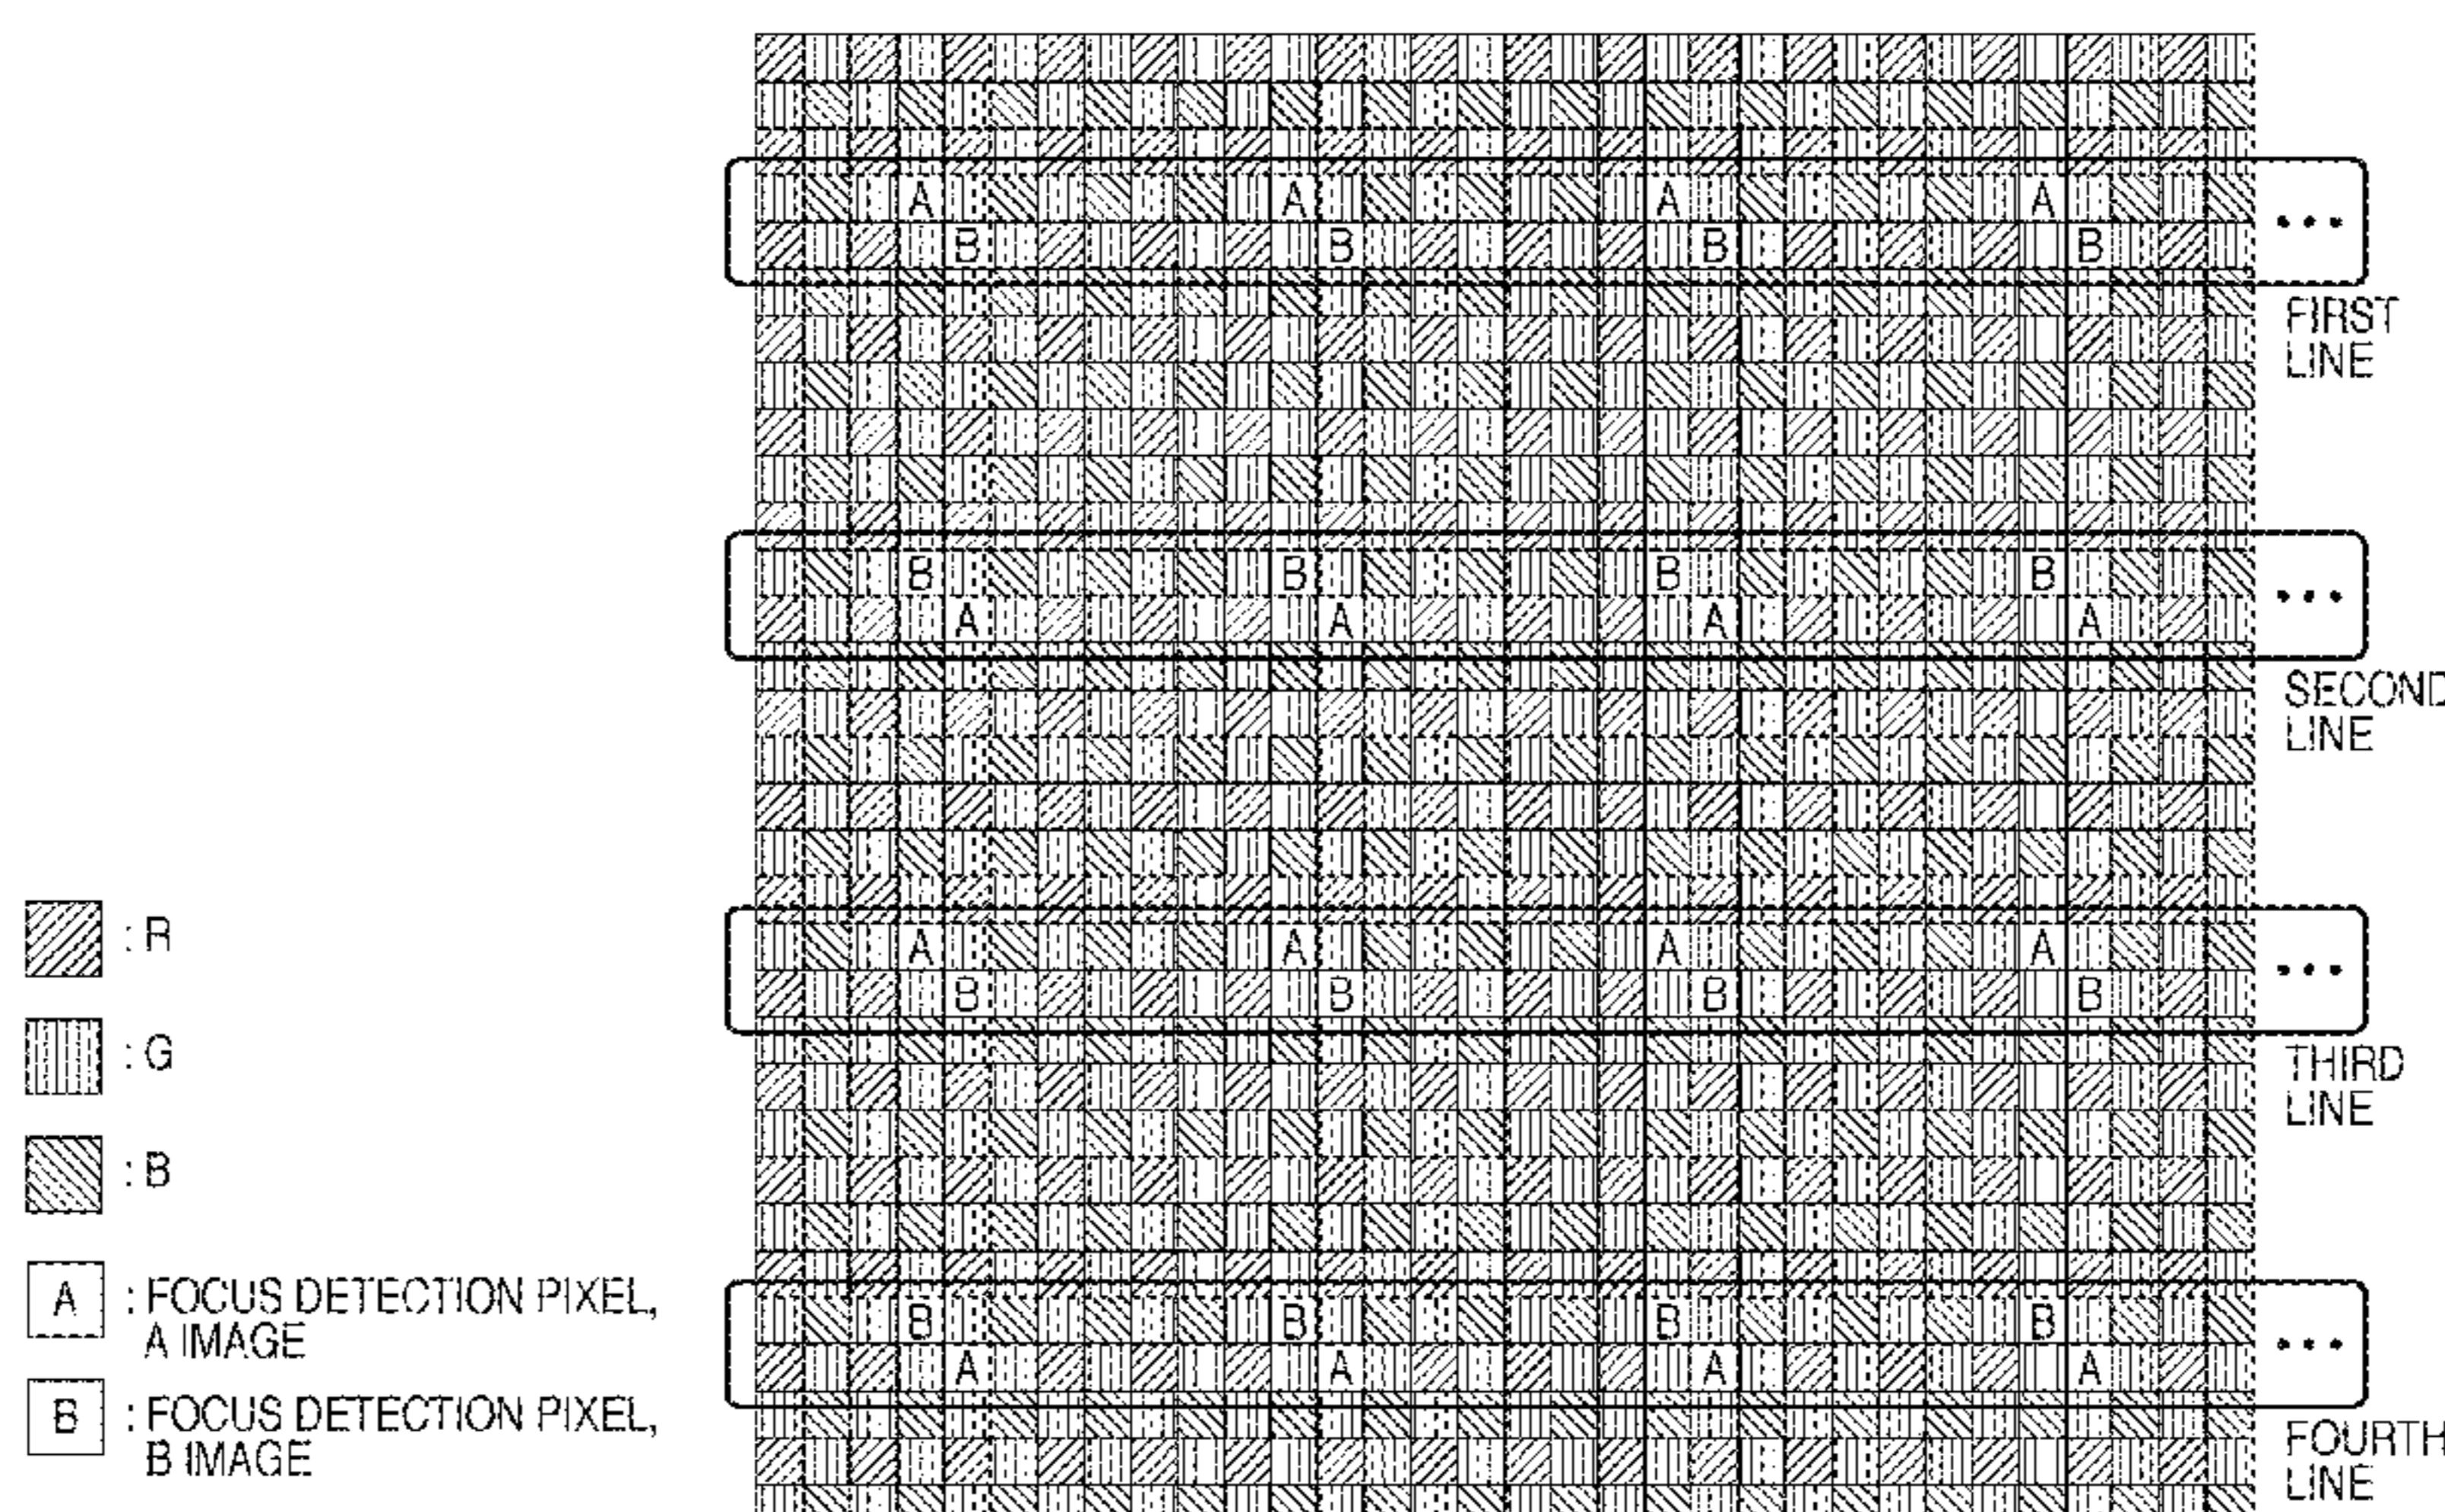 A A A A
B B B B
...
FIRST
LINE
B B B B
A A A A
...
SECOND
LINE
A A A A
B B B B
...
THIRD
LINE
B B B B
A A A A
...
FOURTH
LINE
: R
: G
: B
A : FOCUS DETECTION PIXEL,
A IMAGE
B : FOCUS DETECTION PIXEL,
B IMAGE